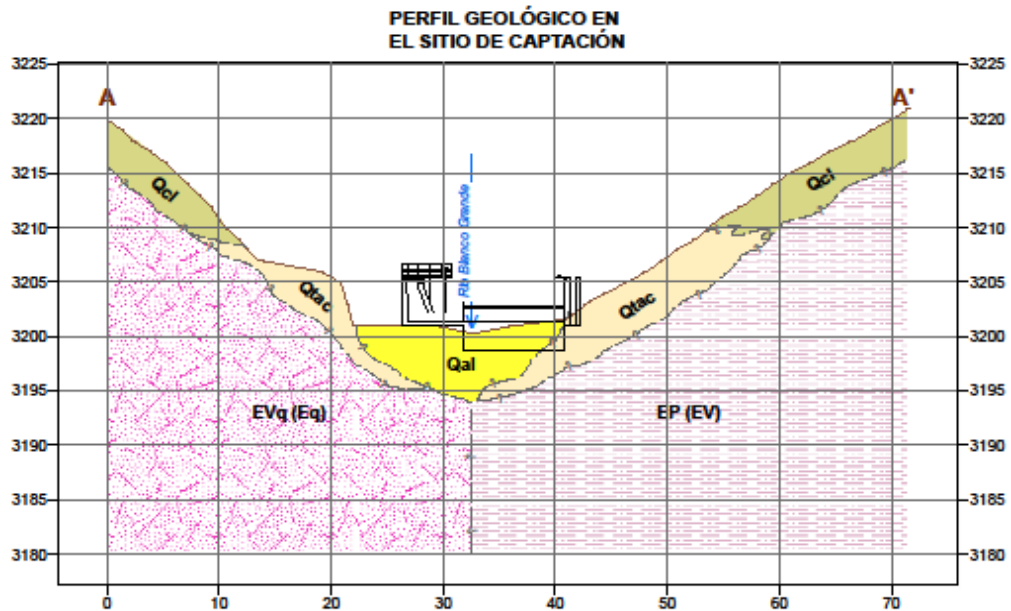 PERFIL GEOLÓGICO EN
EL SITIO DE CAPTACIÓN
3225 3225
A A'
3220 3220
3215 3215
Qcl Qcl
3210 3210
Río Blanco Grande
3205 3205
Qtac Qtac
3200 3200
Qal
3195 3195
EVq (Eq) EP (EV)
3190 3190
3185 3185
3180 3180
0 10 20 30 40 50 60 70